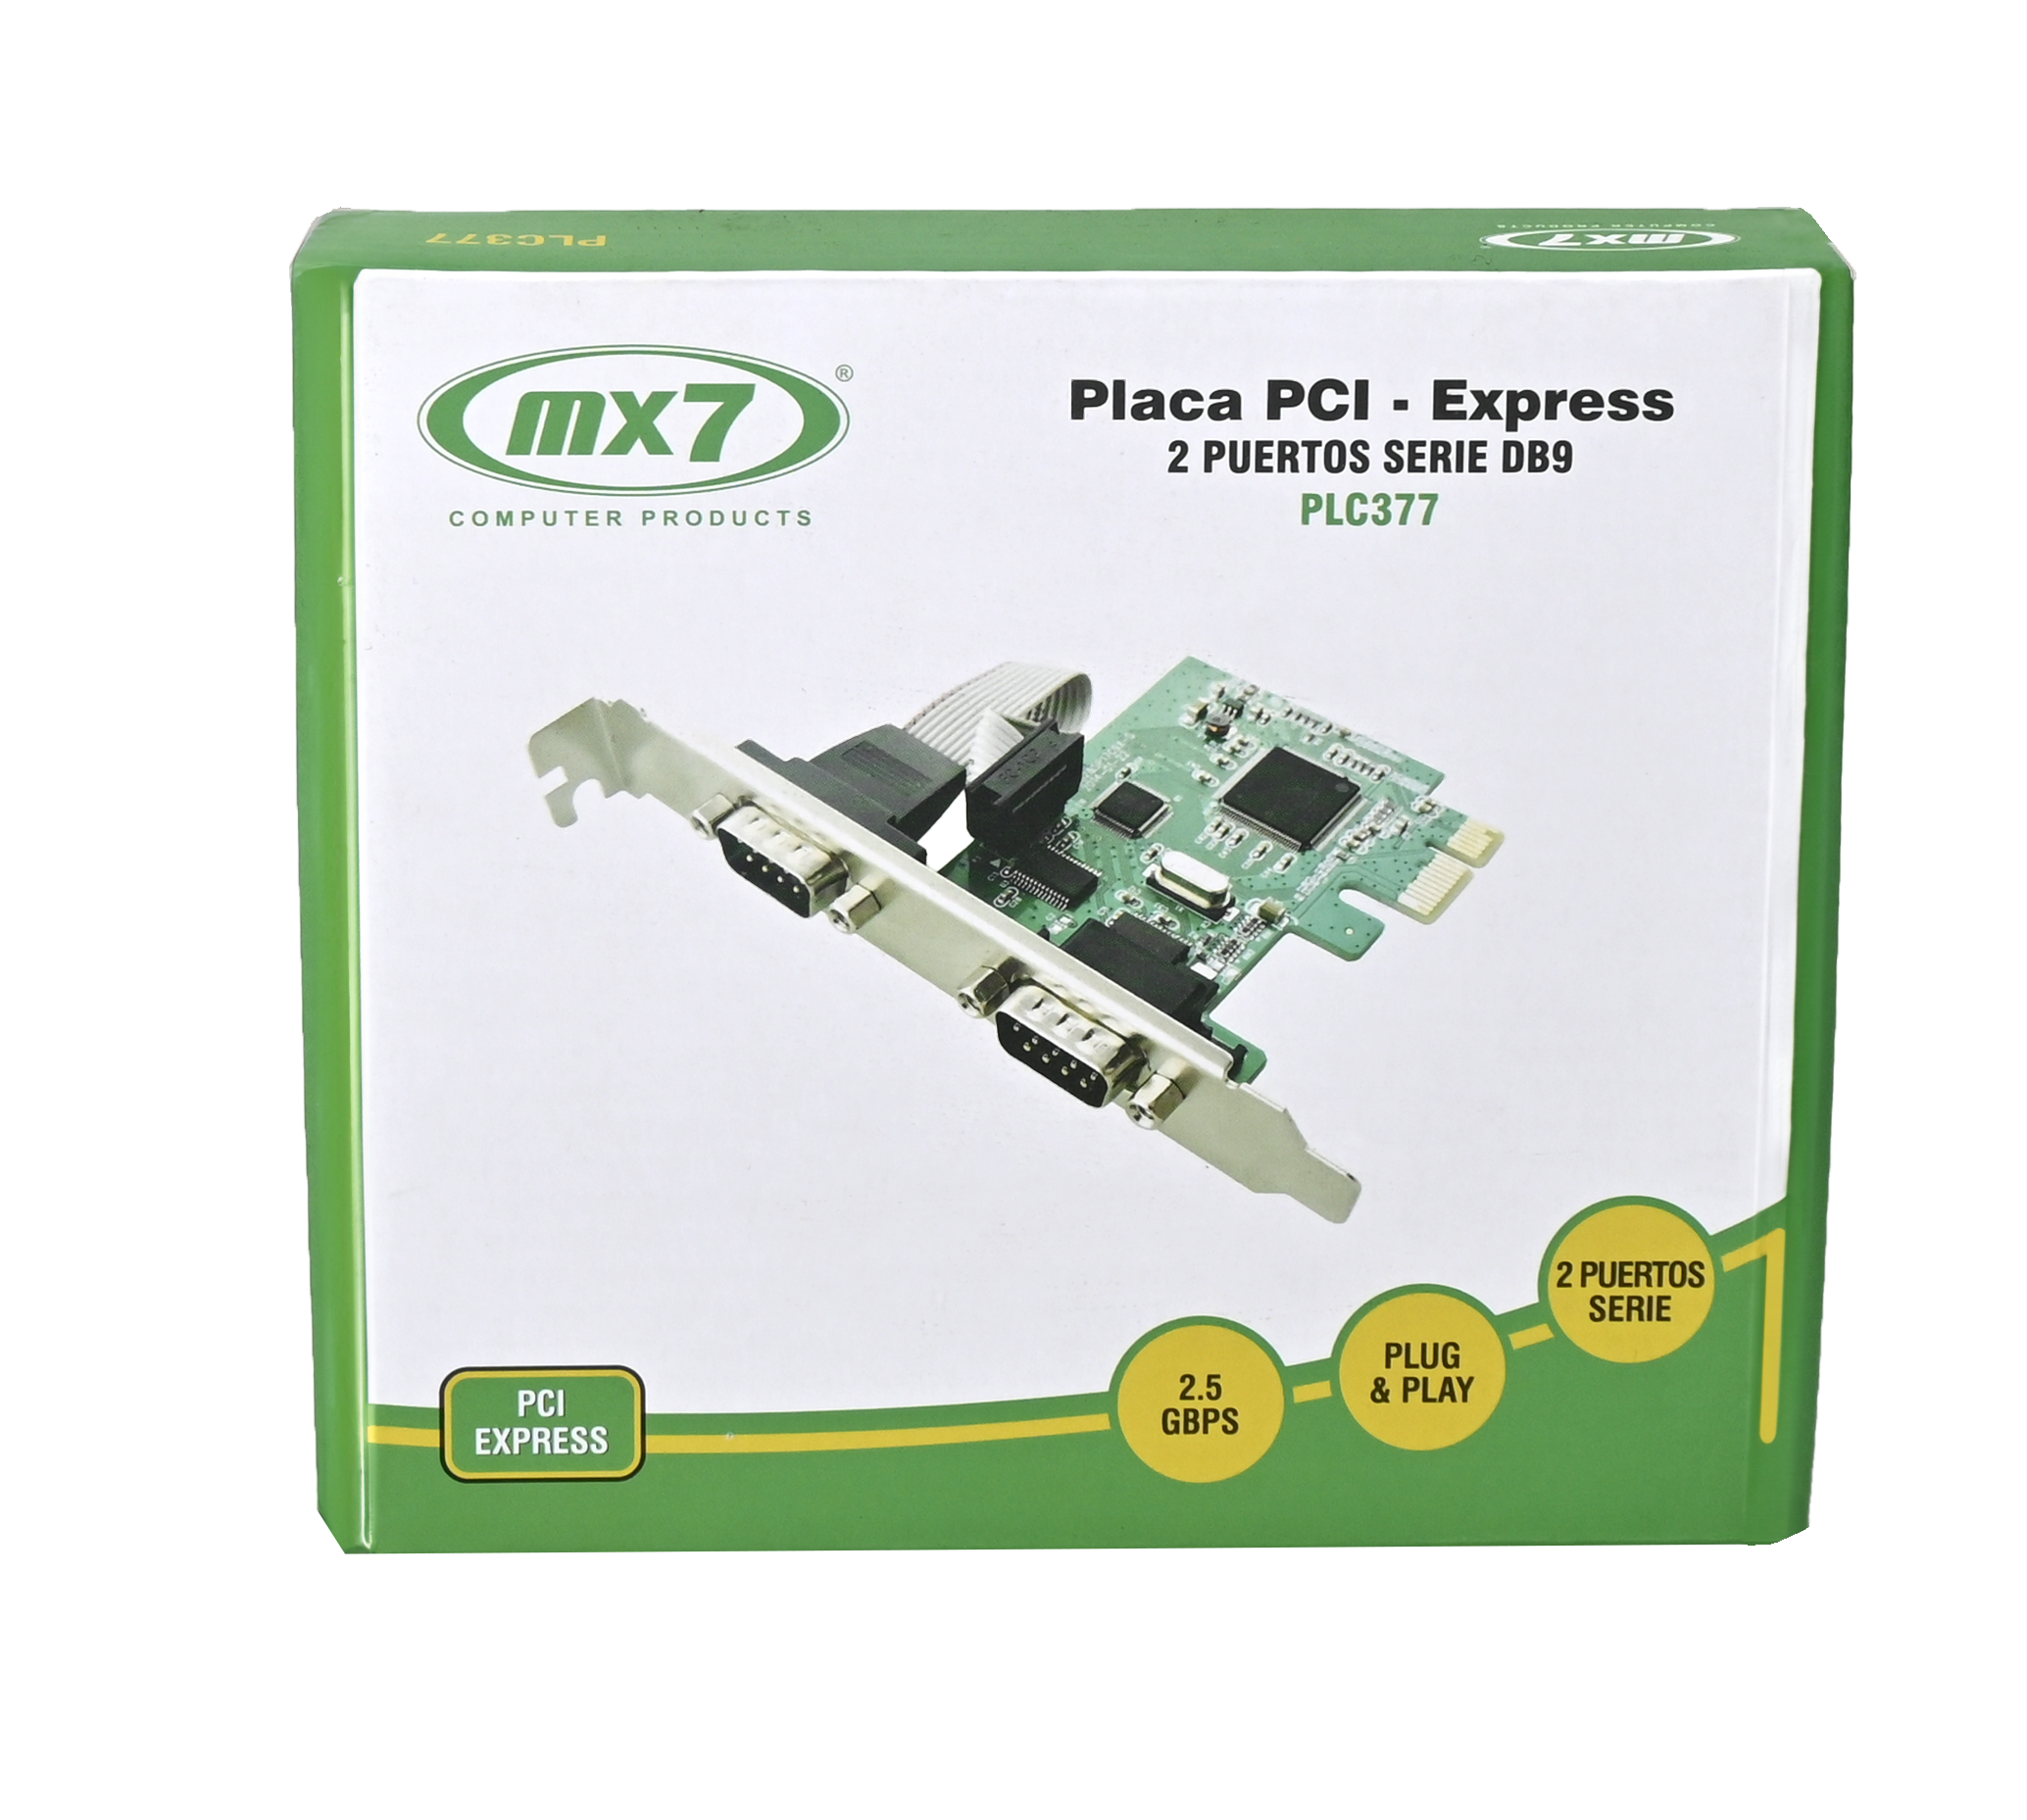 PLC377
COMPUTER PRODUCTS
mx7
mx7
®
COMPUTER PRODUCTS
Placa PCI - Express
2 PUERTOS SERIE DB9
PLC377
2 PUERTOS
SERIE
PLUG
& PLAY
2.5
GBPS
PCI
EXPRESS